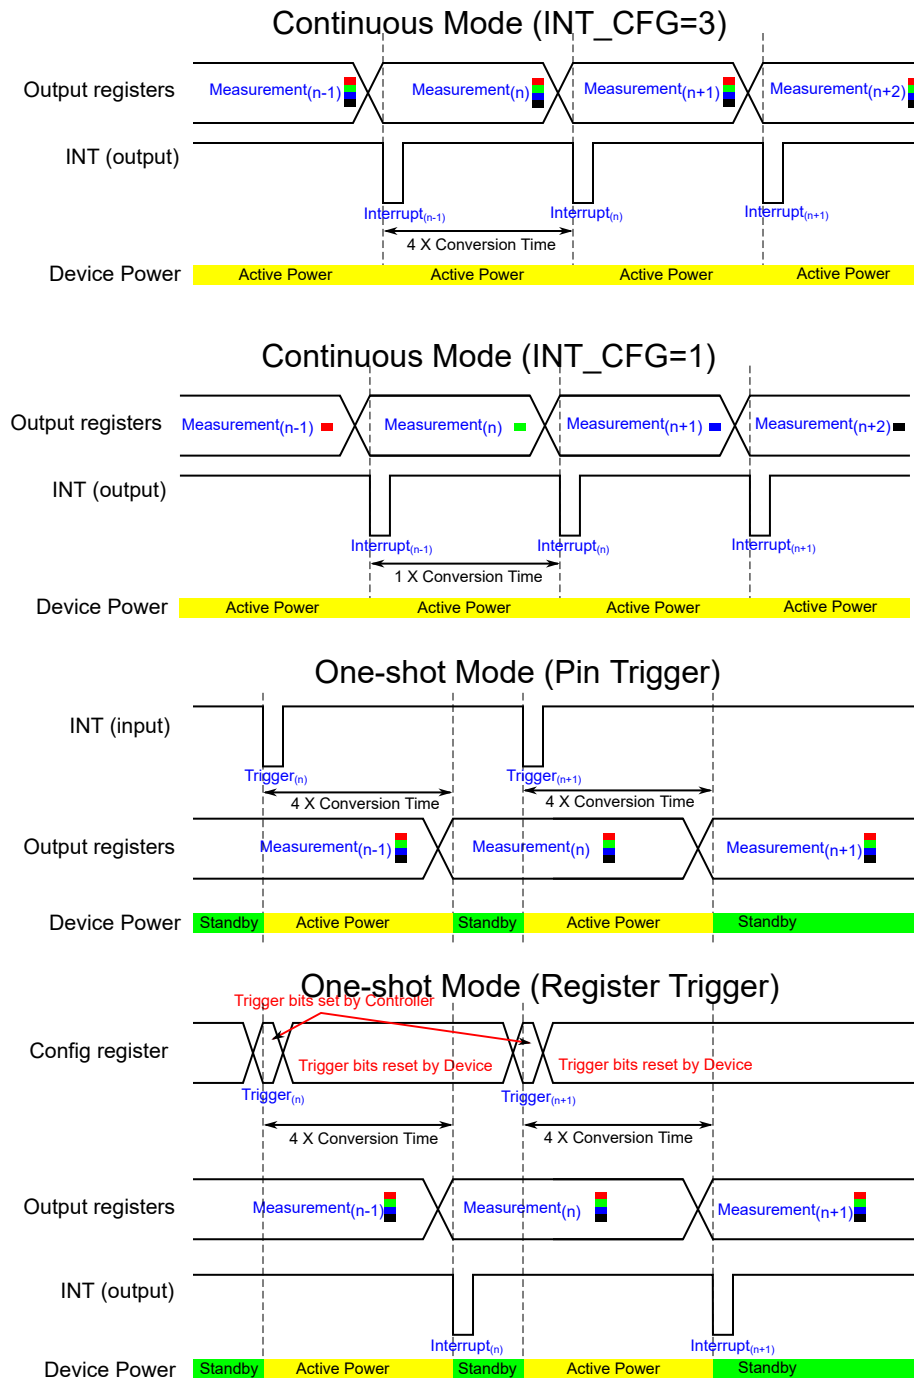 Continuous Mode (INT_CFG=3)
Output registers
Measurement(n-1)
Measurement(n)
Measurement(n+1)
Measurement(n+2)
INT (output)
Interrupt(n-1)
Interrupt(n)
Interrupt(n+1)
4 X Conversion Time
Device Power
Active Power
Active Power
Active Power
Active Power
Continuous Mode (INT_CFG=1)
Output registers
Measurement(n-1)
Measurement(n)
Measurement(n+1)
Measurement(n+2)
INT (output)
Interrupt(n-1)
Interrupt(n)
Interrupt(n+1)
1 X Conversion Time
Device Power
Active Power
Active Power
Active Power
Active Power
One-shot Mode (Pin Trigger)
INT (input)
Trigger(n)
Trigger(n+1)
4 X Conversion Time
4 X Conversion Time
Output registers
Measurement(n-1)
Measurement(n)
Measurement(n+1)
Device Power
Standby
Active Power
Standby
Active Power
Standby
One-shot Mode (Register Trigger)
Trigger bits set by Controller
Config register
Trigger bits reset by Device
Trigger bits reset by Device
Trigger(n)
Trigger(n+1)
4 X Conversion Time
4 X Conversion Time
Output registers
Measurement(n-1)
Measurement(n)
Measurement(n+1)
INT (output)
Interrupt(n)
Interrupt(n+1)
Device Power
Standby
Active Power
Standby
Active Power
Standby